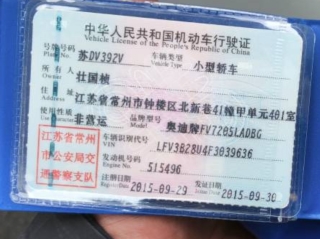 中华人民共和国机动车行驶证
Vehicle License of the People's Republic of China
号牌号码 苏DV392V 车辆类型 小型轿车
Plate No. Vehicle Type
所有人 壮国桢
Owner
住址 江苏省常州市钟楼区北新巷41幢甲单元401室
Address
使用性质 非营运 品牌型号 奥迪牌FV7205LADBG
Model
江苏省常州市公安局交通警察支队
车辆识别代号 LFV3B28U4F3039636
VIN
发动机号码 S15496
Engine No.
注册日期 2015-09-29 发证日期 2015-09-30
Register Date Issue Date